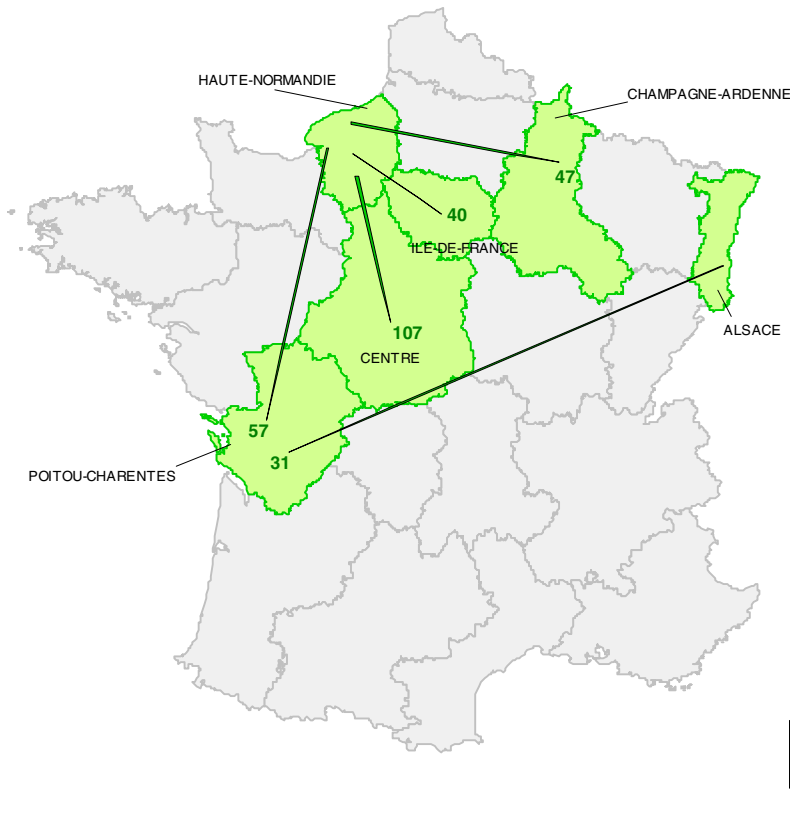 HAUTE-NORMANDIE
CHAMPAGNE-ARDENNE
47
40
ILE-DE-FRANCE
107
ALSACE
CENTRE
57
31
POITOU-CHARENTES